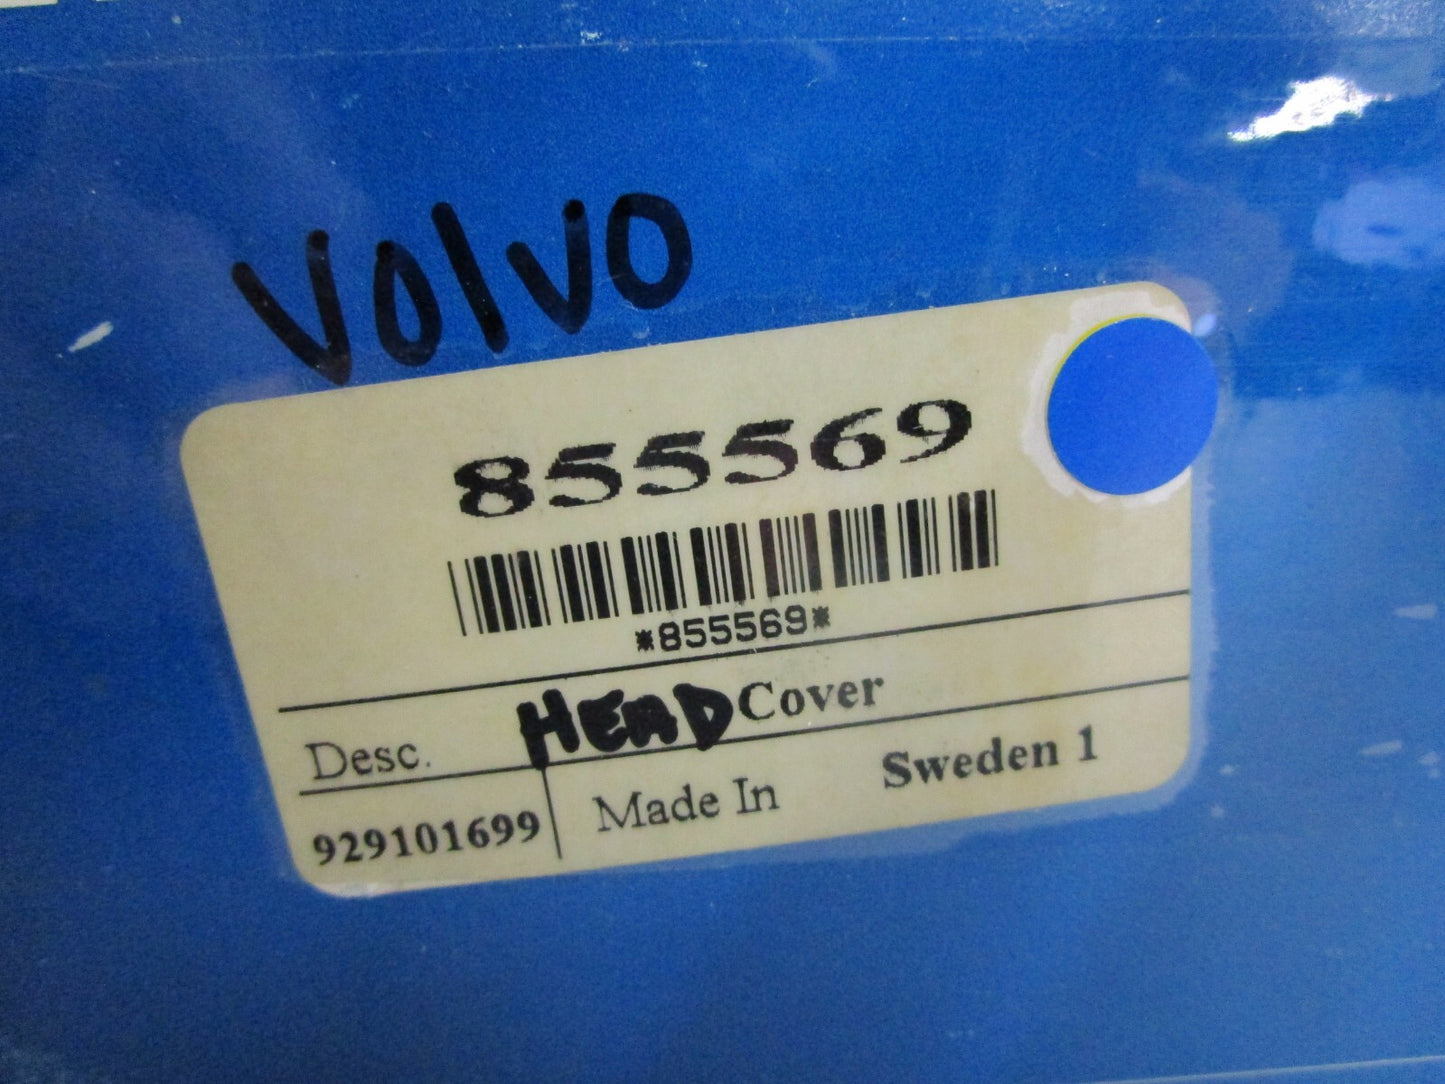 Volvo
855569
*855569*
Desc. HEAD Cover
929101699 Made In Sweden 1